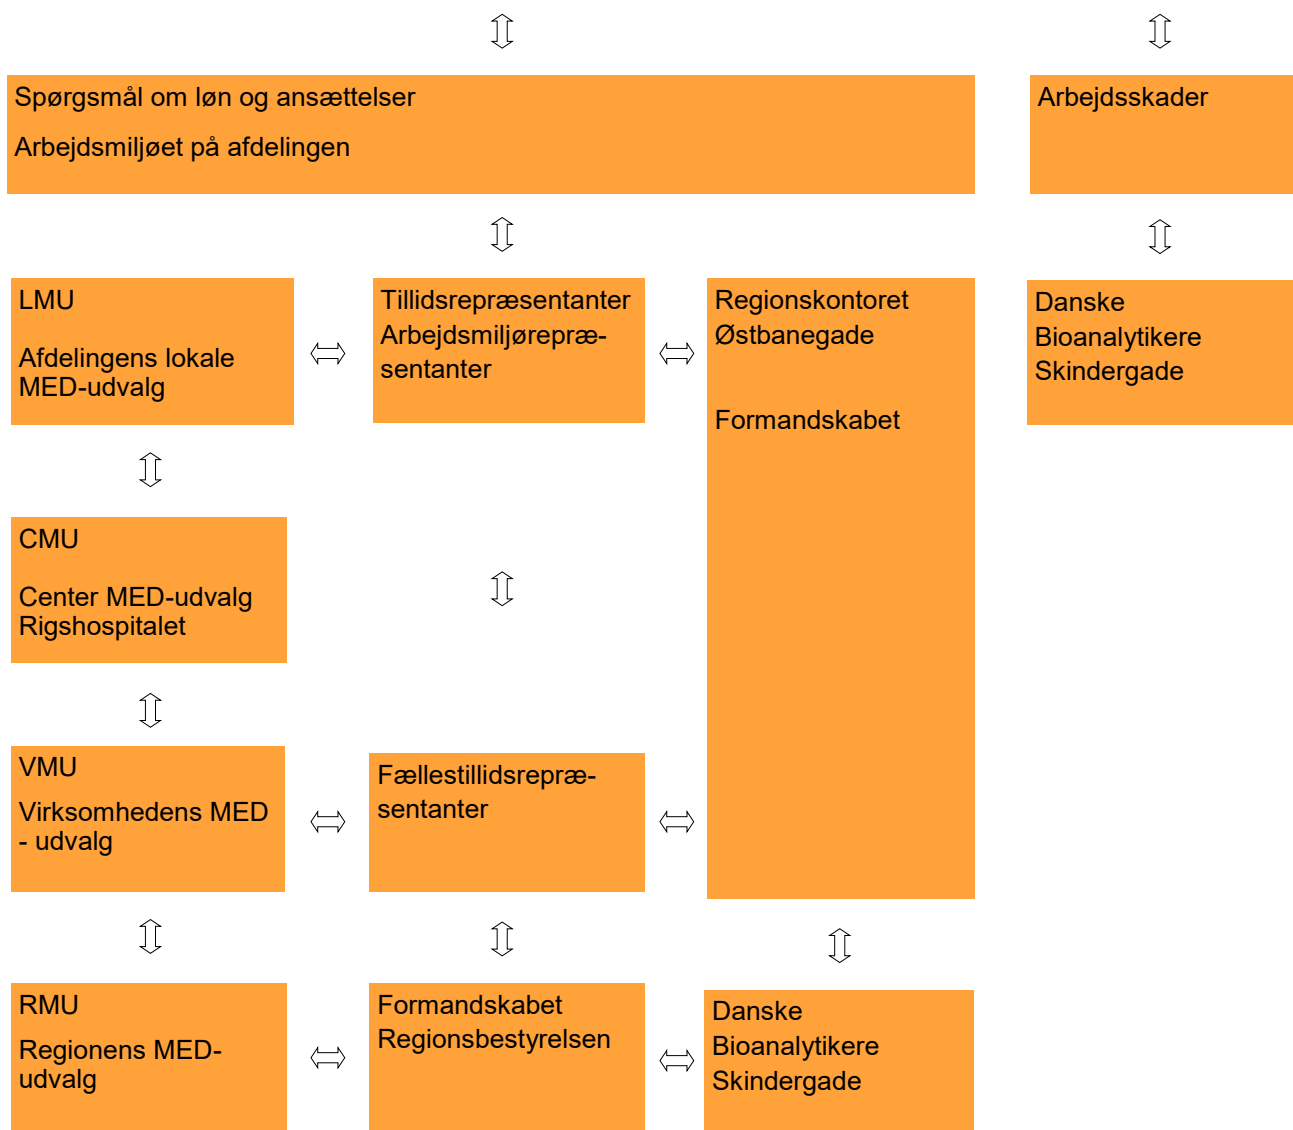 Spørgsmål om løn og ansættelser
Arbejdsmiljøet på afdelingen
Arbejdsskader
LMU
Afdelingens lokale
MED-udvalg
Tillidsrepræsentanter
Arbejdsmiljørepræ-
sentanter
Regionskontoret
Østbanegade
Formandskabet
Danske
Bioanalytikere
Skindergade
CMU
Center MED-udvalg
Rigshospitalet
VMU
Virksomhedens MED
- udvalg
Fællestillidsrepræ-
sentanter
RMU
Regionens MED-
udvalg
Formandskabet
Regionsbestyrelsen
Danske
Bioanalytikere
Skindergade